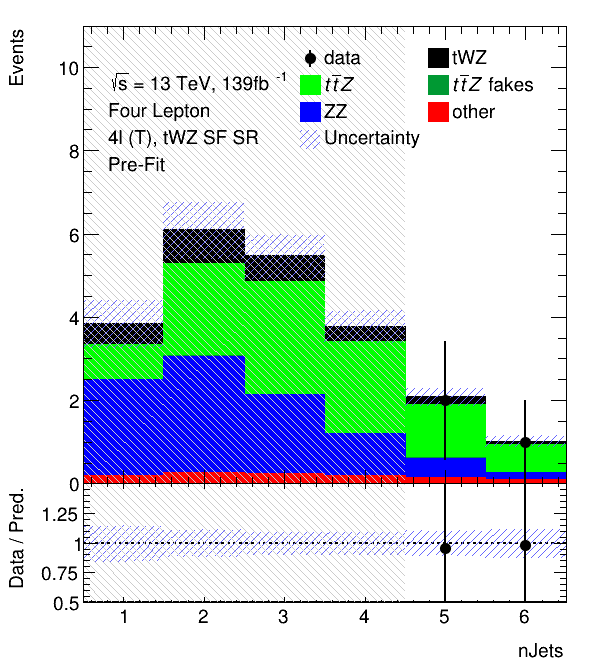 Events
10
8
6
4
2
0
√s = 13 TeV, 139fb⁻¹
Four Lepton
4l (T), tWZ SF SR
Pre-Fit
data
tt̄Z
ZZ
Uncertainty
tWZ
tt̄Z fakes
other
Data / Pred.
1.25
1
0.75
0.5
1 2 3 4 5 6
nJets